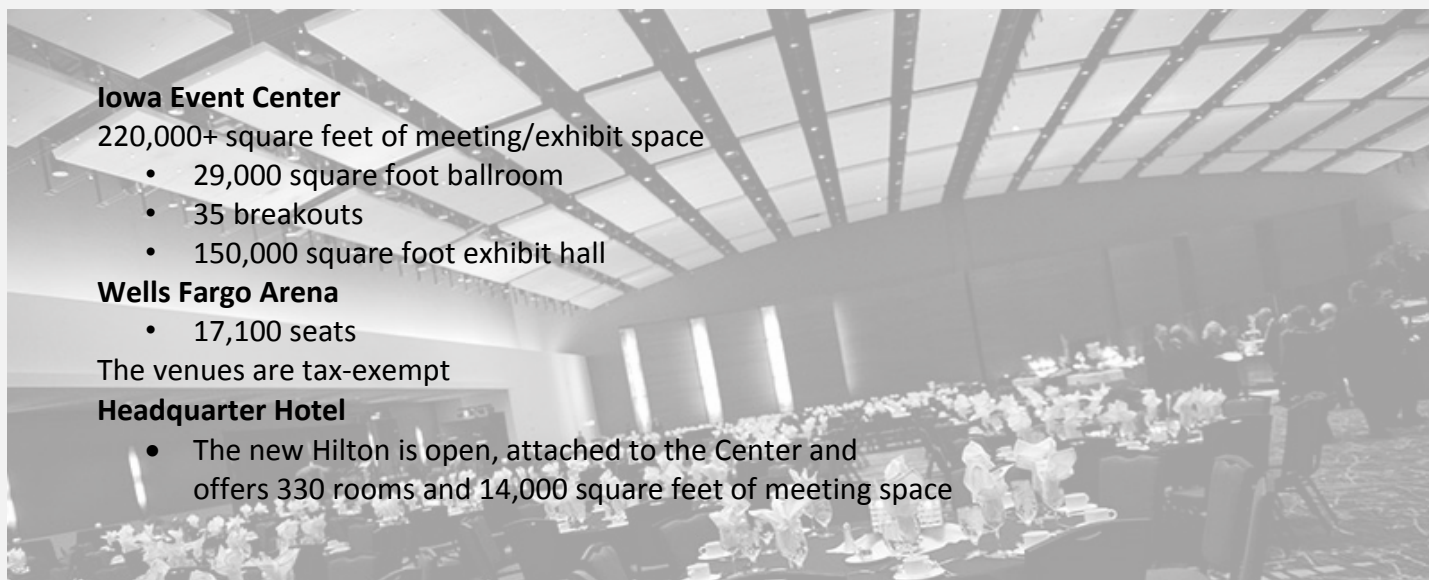 Iowa Event Center
220,000+ square feet of meeting/exhibit space
• 29,000 square foot ballroom
• 35 breakouts
• 150,000 square foot exhibit hall
Wells Fargo Arena
• 17,100 seats
The venues are tax-exempt
Headquarter Hotel
• The new Hilton is open, attached to the Center and
offers 330 rooms and 14,000 square feet of meeting space